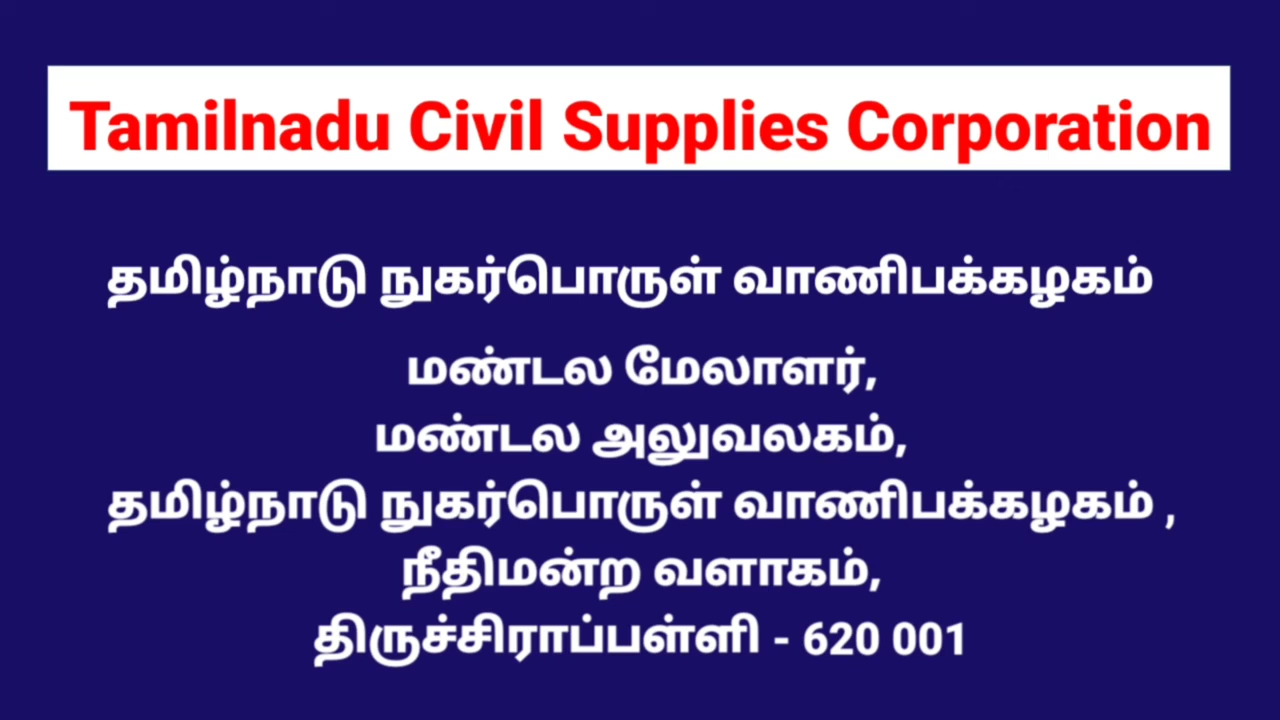 Tamilnadu Civil Supplies Corporation
தமிழ்நாடு நுகர்பொருள் வாணிபக்கழகம்
மண்டல மேலாளர்,
மண்டல அலுவலகம்,
தமிழ்நாடு நுகர்பொருள் வாணிபக்கழகம் ,
நீதிமன்ற வளாகம்,
திருச்சிராப்பள்ளி - 620 001